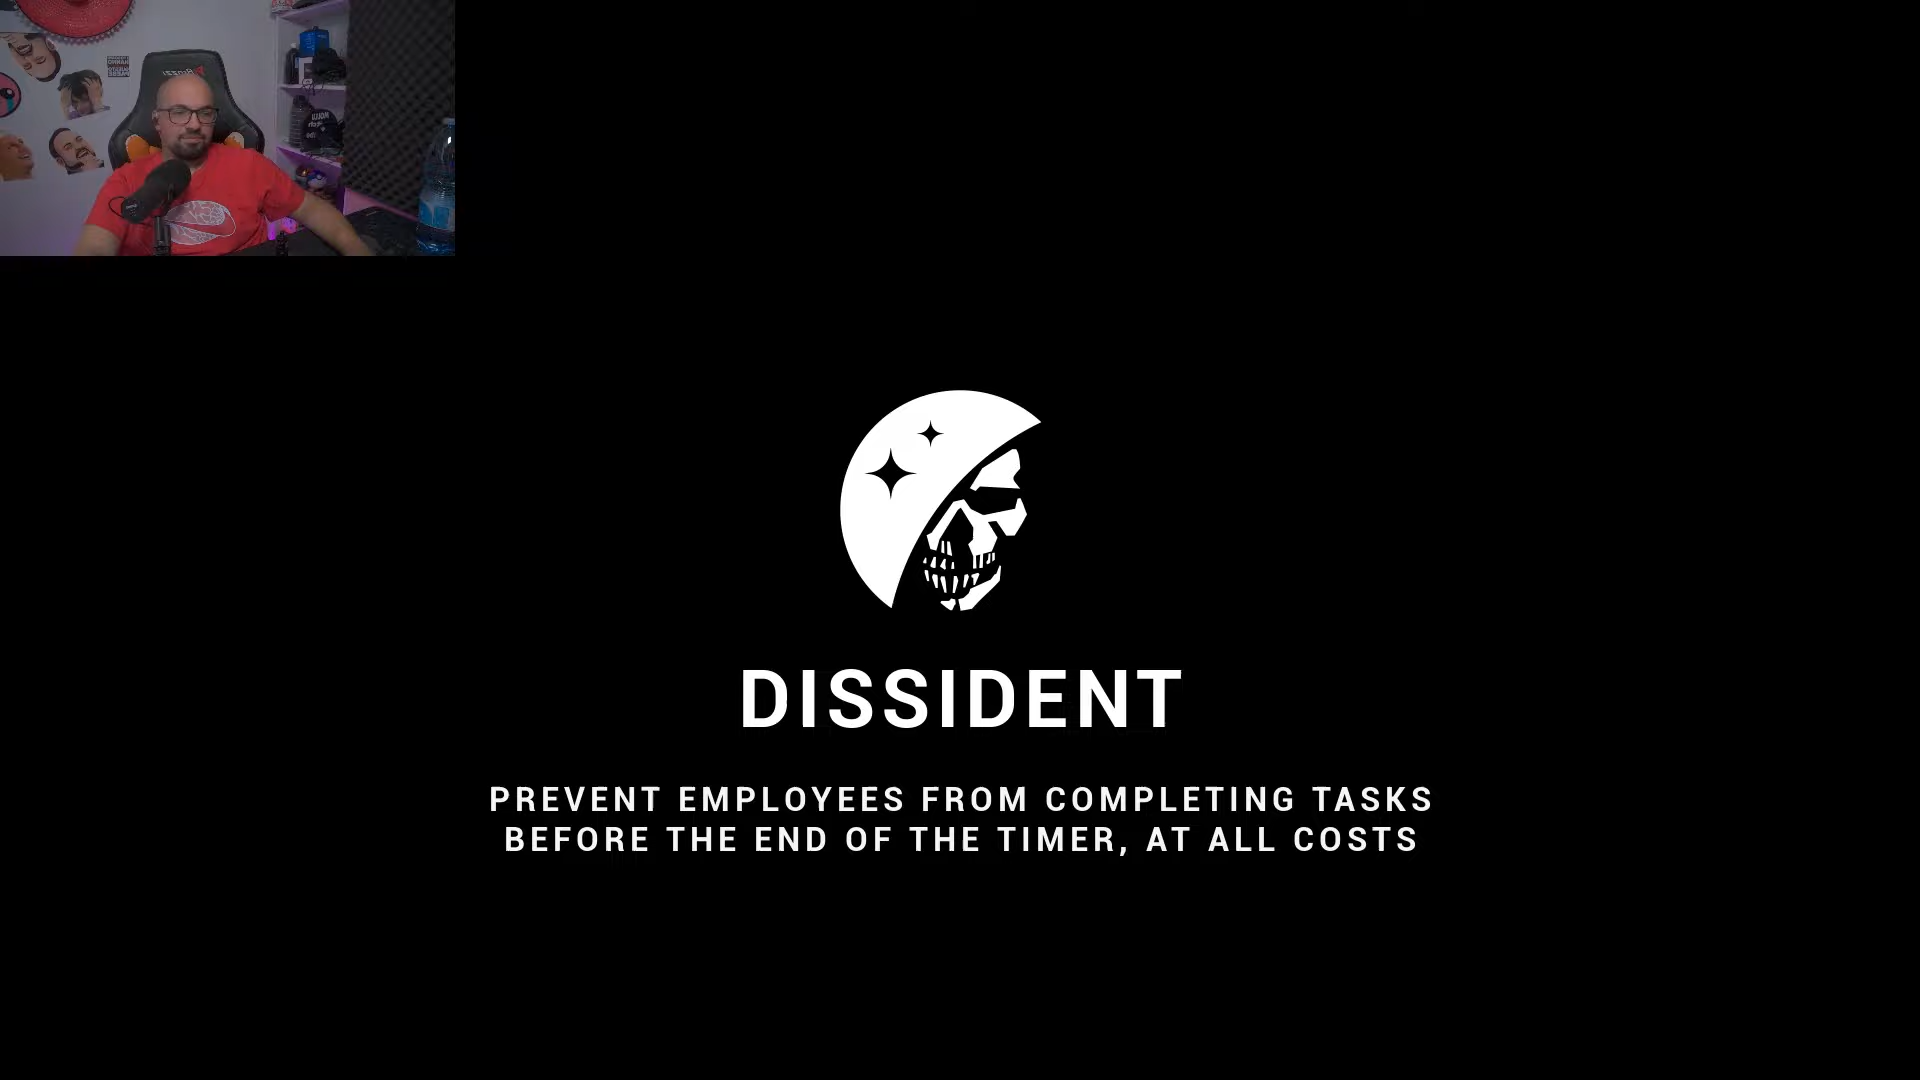 DISSIDENT
PREVENT EMPLOYEES FROM COMPLETING TASKS
BEFORE THE END OF THE TIMER, AT ALL COSTS